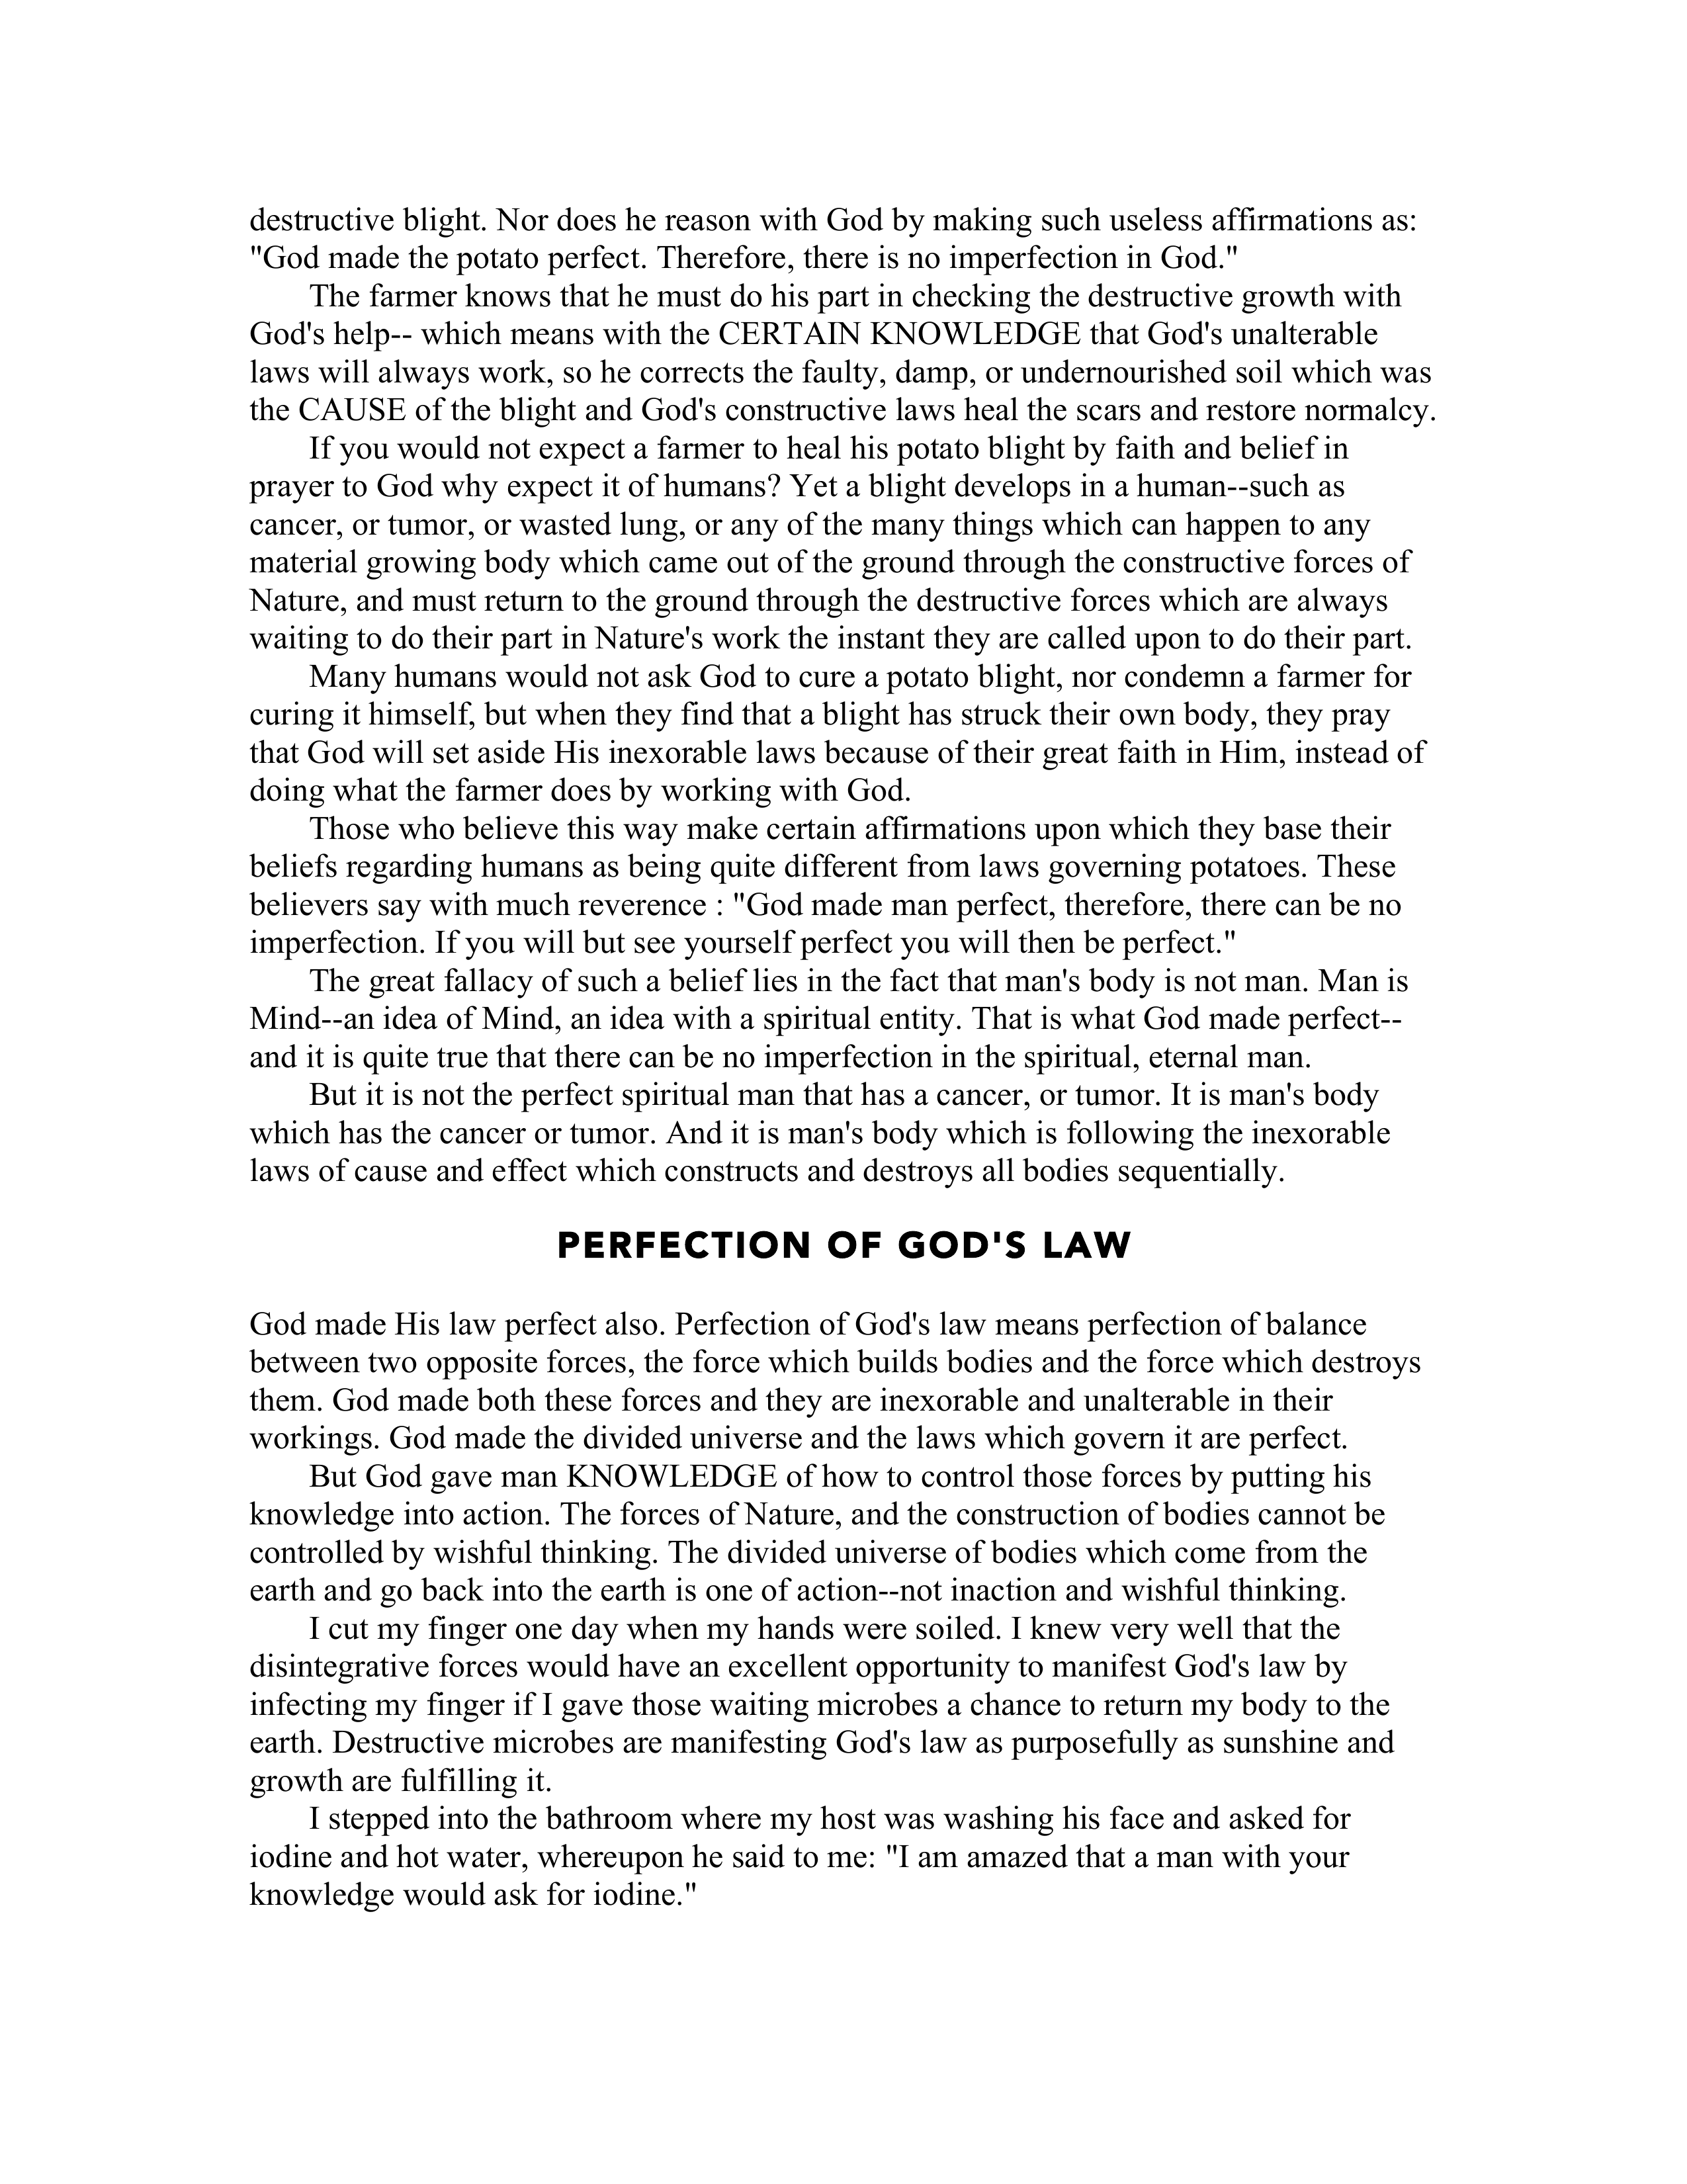 destructive blight. Nor does he reason with God by making such useless affirmations as:
"God made the potato perfect. Therefore, there is no imperfection in God."
The farmer knows that he must do his part in checking the destructive growth with
God's help-- which means with the CERTAIN KNOWLEDGE that God's unalterable
laws will always work, so he corrects the faulty, damp, or undernourished soil which was
the CAUSE of the blight and God's constructive laws heal the scars and restore normalcy.
If you would not expect a farmer to heal his potato blight by faith and belief in
prayer to God why expect it of humans? Yet a blight develops in a human--such as
cancer, or tumor, or wasted lung, or any of the many things which can happen to any
material growing body which came out of the ground through the constructive forces of
Nature, and must return to the ground through the destructive forces which are always
waiting to do their part in Nature's work the instant they are called upon to do their part.
Many humans would not ask God to cure a potato blight, nor condemn a farmer for
curing it himself, but when they find that a blight has struck their own body, they pray
that God will set aside His inexorable laws because of their great faith in Him, instead of
doing what the farmer does by working with God.
Those who believe this way make certain affirmations upon which they base their
beliefs regarding humans as being quite different from laws governing potatoes. These
believers say with much reverence : "God made man perfect, therefore, there can be no
imperfection. If you will but see yourself perfect you will then be perfect."
The great fallacy of such a belief lies in the fact that man's body is not man. Man is
Mind--an idea of Mind, an idea with a spiritual entity. That is what God made perfect--
and it is quite true that there can be no imperfection in the spiritual, eternal man.
But it is not the perfect spiritual man that has a cancer, or tumor. It is man's body
which has the cancer or tumor. And it is man's body which is following the inexorable
laws of cause and effect which constructs and destroys all bodies sequentially.
PERFECTION OF GOD'S LAW
God made His law perfect also. Perfection of God's law means perfection of balance
between two opposite forces, the force which builds bodies and the force which destroys
them. God made both these forces and they are inexorable and unalterable in their
workings. God made the divided universe and the laws which govern it are perfect.
But God gave man KNOWLEDGE of how to control those forces by putting his
knowledge into action. The forces of Nature, and the construction of bodies cannot be
controlled by wishful thinking. The divided universe of bodies which come from the
earth and go back into the earth is one of action--not inaction and wishful thinking.
I cut my finger one day when my hands were soiled. I knew very well that the
disintegrative forces would have an excellent opportunity to manifest God's law by
infecting my finger if I gave those waiting microbes a chance to return my body to the
earth. Destructive microbes are manifesting God's law as purposefully as sunshine and
growth are fulfilling it.
I stepped into the bathroom where my host was washing his face and asked for
iodine and hot water, whereupon he said to me: "I am amazed that a man with your
knowledge would ask for iodine."